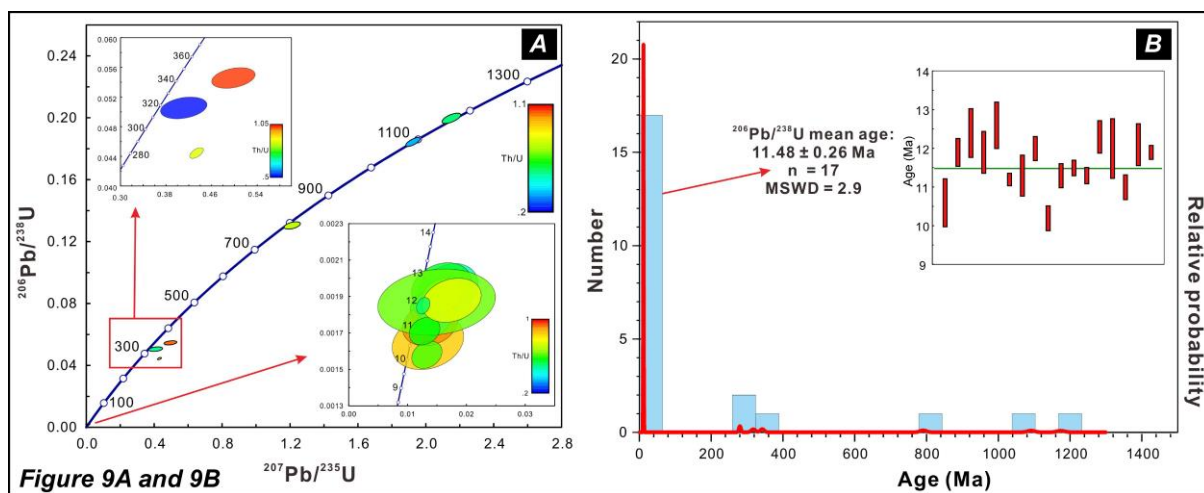 A
0.24
0.20
0.16
0.12
0.08
0.04
0.00
²⁰⁶Pb/²³⁸U
0.0 0.4 0.8 1.2 1.6 2.0 2.4 2.8
²⁰⁷Pb/²³⁵U
100
300
500
700
900
1100
1300
1.1
Th/U
.2
0.060
0.056
0.052
0.048
0.044
0.040
0.30 0.38 0.46 0.54
280
300
320
340
360
1.05
Th/U
.5
0.0023
0.0021
0.0019
0.0017
0.0015
0.0013
0.00 0.01 0.02 0.03
14
13
12
11
10
9
1
Th/U
.2
Figure 9A and 9B
B
20
15
10
5
0
Number
0 200 400 600 800 1000 1200 1400
Age (Ma)
Relative probability
²⁰⁶Pb/²³⁸U mean age:
11.48 ± 0.26 Ma
n = 17
MSWD = 2.9
14
13
12
11
10
9
Age (Ma)